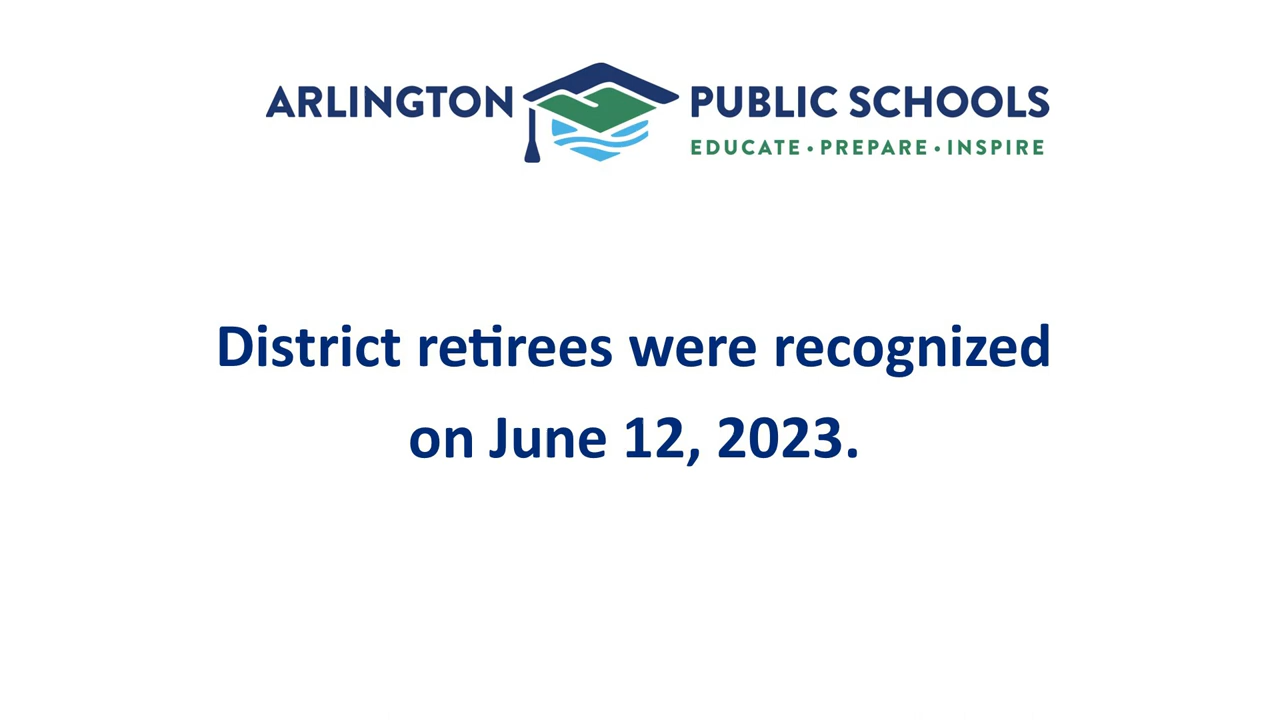 ARLINGTON PUBLIC SCHOOLS
EDUCATE • PREPARE • INSPIRE
District retirees were recognized
on June 12, 2023.